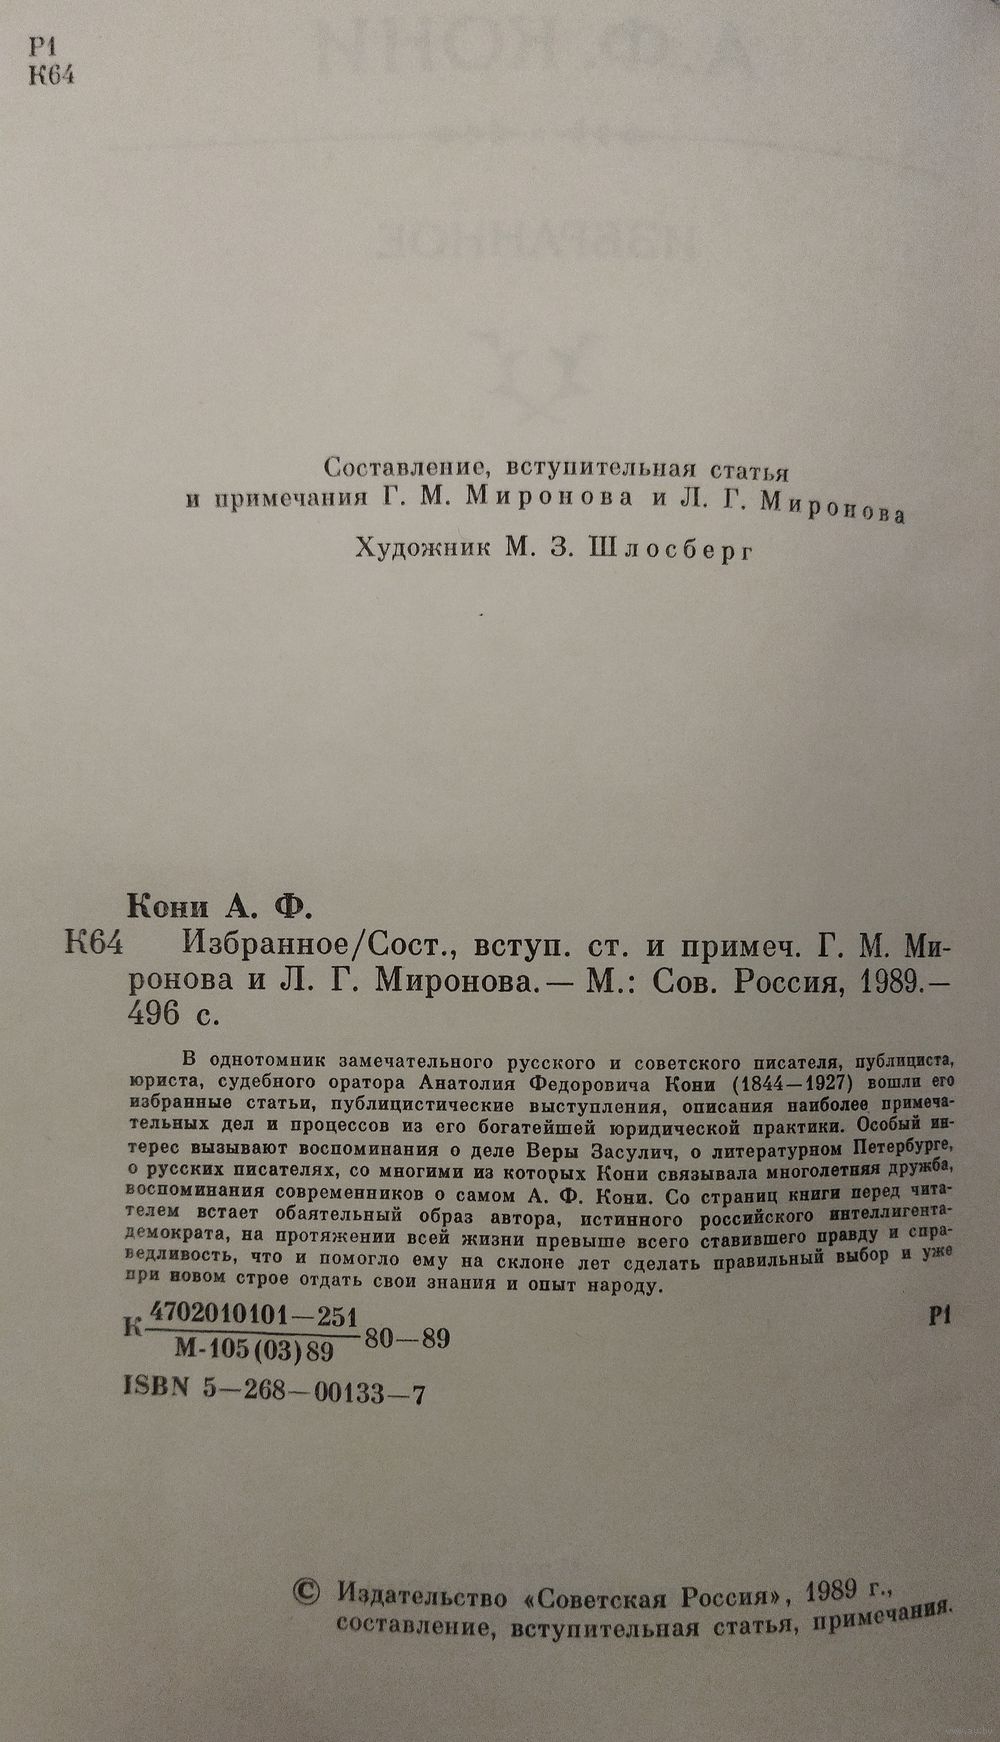 Р1
К64
Составление, вступительная статья
и примечания Г. М. Миронова и Л. Г. Миронова
Художник М. З. Шлосберг
Кони А. Ф.
К64 Избранное/Сост., вступ. ст. и примеч. Г. М. Ми-
ронова и Л. Г. Миронова.— М.: Сов. Россия, 1989.—
496 с.
В однотомник замечательного русского и советского писателя, публициста,
юриста, судебного оратора Анатолия Федоровича Кони (1844—1927) вошли его
избранные статьи, публицистические выступления, описания наиболее примеча-
тельных дел и процессов из его богатейшей юридической практики. Особый ин-
терес вызывают воспоминания о деле Веры Засулич, о литературном Петербурге,
о русских писателях, со многими из которых Кони связывала многолетняя дружба,
воспоминания современников о самом А. Ф. Кони. Со страниц книги перед чита-
телем встает обаятельный образ автора, истинного российского интеллигента-
демократа, на протяжении всей жизни превыше всего ставившего правду и спра-
ведливость, что и помогло ему на склоне лет сделать правильный выбор и уже
при новом строе отдать свои знания и опыт народу.
К 4702010101—251
М-105(03)89 80—89 Р1
ISBN 5—268—00133—7
© Издательство «Советская Россия», 1989 г.,
составление, вступительная статья, примечания.
www.ay.by